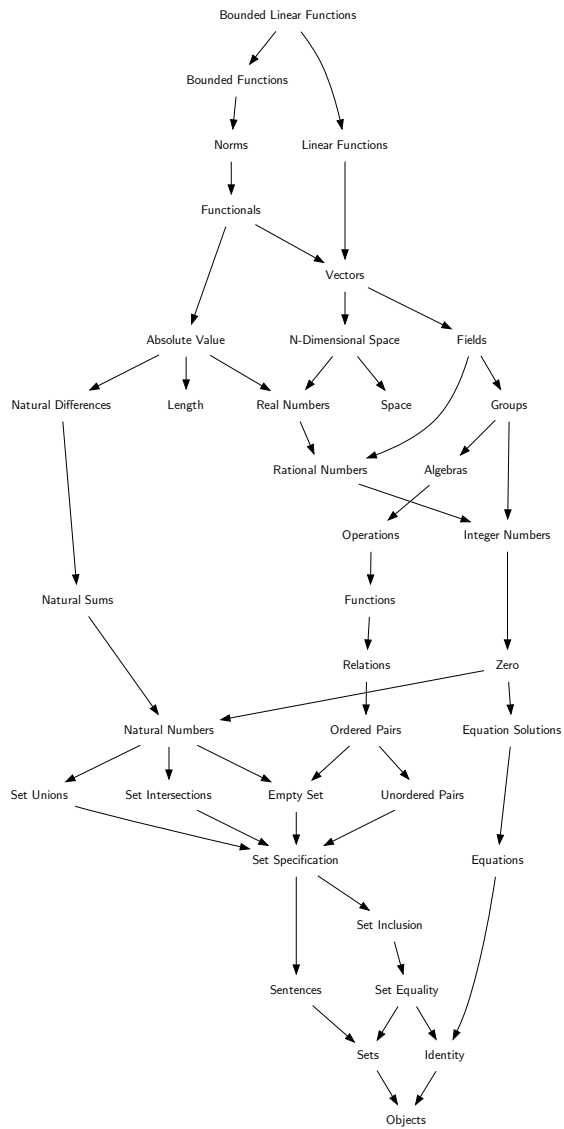 Bounded Linear Functions
Bounded Functions
Norms
Linear Functions
Functionals
Vectors
Absolute Value
N-Dimensional Space
Fields
Natural Differences
Length
Real Numbers
Space
Groups
Rational Numbers
Algebras
Operations
Integer Numbers
Natural Sums
Functions
Relations
Zero
Natural Numbers
Ordered Pairs
Equation Solutions
Set Unions
Set Intersections
Empty Set
Unordered Pairs
Set Specification
Equations
Set Inclusion
Sentences
Set Equality
Sets
Identity
Objects